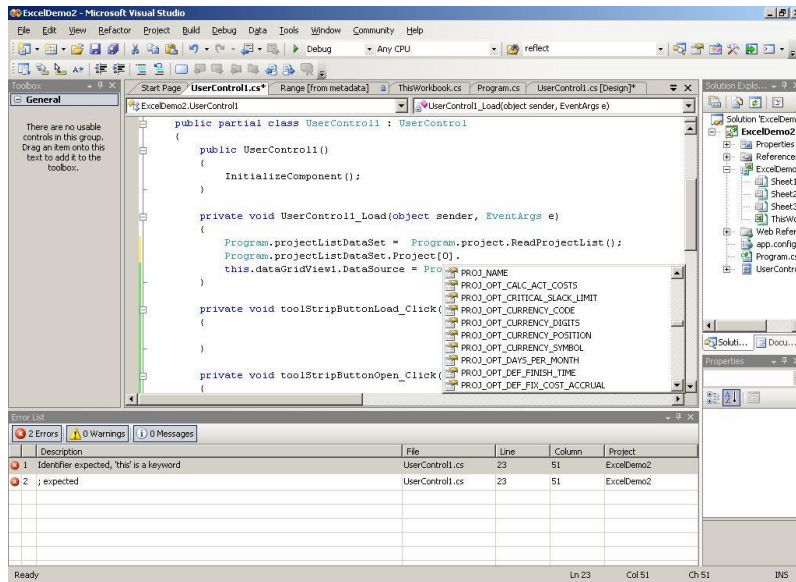 ExcelDemo2 - Microsoft Visual Studio
File Edit View Refactor Project Build Debug Data Tools Window Community Help
Debug Any CPU reflect
Toolbox
General
There are no usable
controls in this group.
Drag an item onto this
text to add it to the
toolbox.
Start Page UserControl1.cs* Range [from metadata] ThisWorkbook.cs Program.cs UserControl1.cs [Design]*
ExcelDemo2.UserControl1 UserControl1_Load(object sender, EventArgs e)
public partial class UserControl1 : UserControl
{
public UserControl1()
{
InitializeComponent();
}
private void UserControl1_Load(object sender, EventArgs e)
{
Program.projectListDataSet = Program.project.ReadProjectList();
Program.projectListDataSet.Project[0].
this.dataGridView1.DataSource = Pro
}
private void toolStripButtonLoad_Click(
{
}
private void toolStripButtonOpen_Click(
{
PROJ_NAME
PROJ_OPT_CALC_ACT_COSTS
PROJ_OPT_CRITICAL_SLACK_LIMIT
PROJ_OPT_CURRENCY_CODE
PROJ_OPT_CURRENCY_DIGITS
PROJ_OPT_CURRENCY_POSITION
PROJ_OPT_CURRENCY_SYMBOL
PROJ_OPT_DAYS_PER_MONTH
PROJ_OPT_DEF_FINISH_TIME
PROJ_OPT_DEF_FIX_COST_ACCRUAL
Solution Explo...
Solution 'ExcelDem
ExcelDemo2
Properties
Reference
ExcelDemo
Sheet1
Sheet2
Sheet3
ThisWo
Web Refer
app.config
Program.cs
UserContro
Soluti... Docu...
Properties
Error List
2 Errors 0 Warnings 0 Messages
Description File Line Column Project
1 Identifier expected, 'this' is a keyword UserControl1.cs 23 51 ExcelDemo2
2 ; expected UserControl1.cs 23 51 ExcelDemo2
Ready Ln 23 Col 51 Ch 51 INS